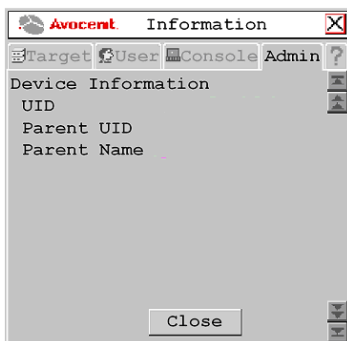 Avocent. Information X
Target User Console Admin ?
Device Information
UID
Parent UID
Parent Name
Close